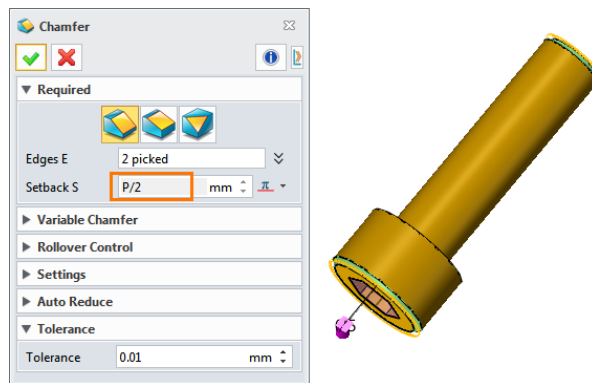 Chamfer
Required
Edges E 2 picked
Setback S P/2 mm π
Variable Chamfer
Rollover Control
Settings
Auto Reduce
Tolerance
Tolerance 0.01 mm